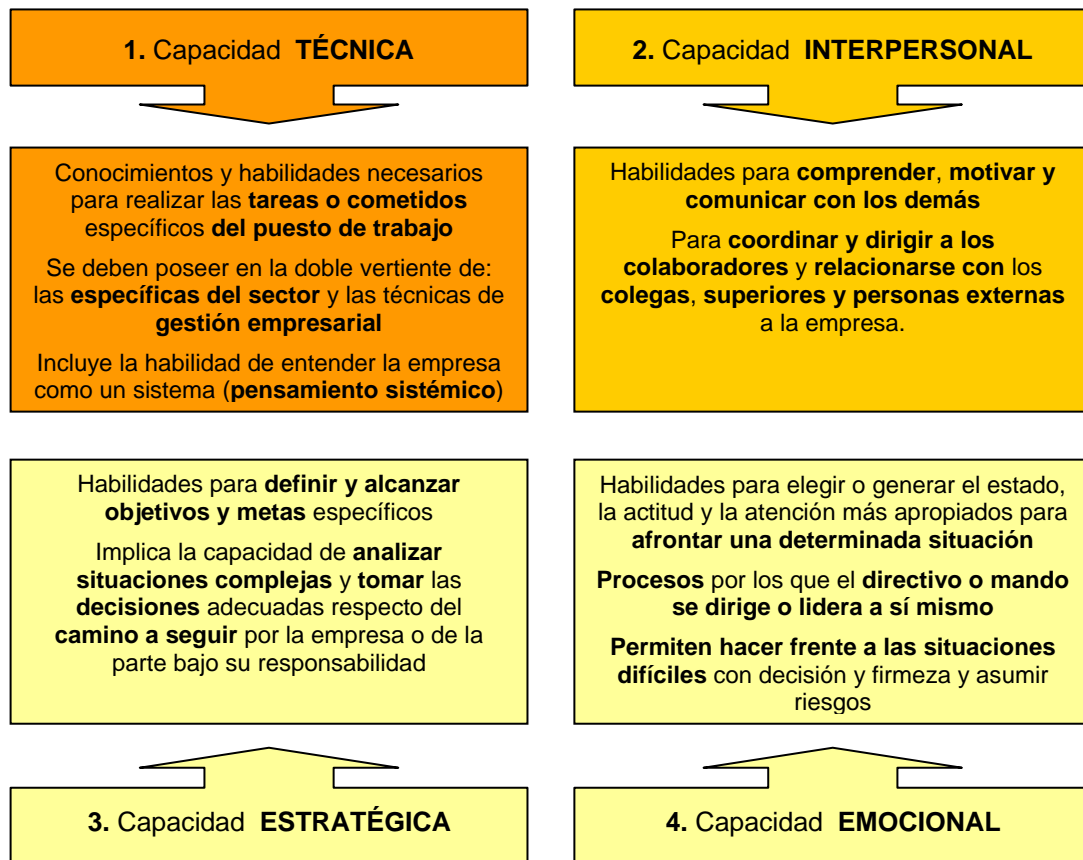 1. Capacidad TÉCNICA
Conocimientos y habilidades necesarios
para realizar las tareas o cometidos
específicos del puesto de trabajo
Se deben poseer en la doble vertiente de:
las específicas del sector y las técnicas de
gestión empresarial
Incluye la habilidad de entender la empresa
como un sistema (pensamiento sistémico)
2. Capacidad INTERPERSONAL
Habilidades para comprender, motivar y
comunicar con los demás
Para coordinar y dirigir a los
colaboradores y relacionarse con los
colegas, superiores y personas externas
a la empresa.
Habilidades para definir y alcanzar
objetivos y metas específicos
Implica la capacidad de analizar
situaciones complejas y tomar las
decisiones adecuadas respecto del
camino a seguir por la empresa o de la
parte bajo su responsabilidad
3. Capacidad ESTRATÉGICA
Habilidades para elegir o generar el estado,
la actitud y la atención más apropiados para
afrontar una determinada situación
Procesos por los que el directivo o mando
se dirige o lidera a sí mismo
Permiten hacer frente a las situaciones
difíciles con decisión y firmeza y asumir
riesgos
4. Capacidad EMOCIONAL